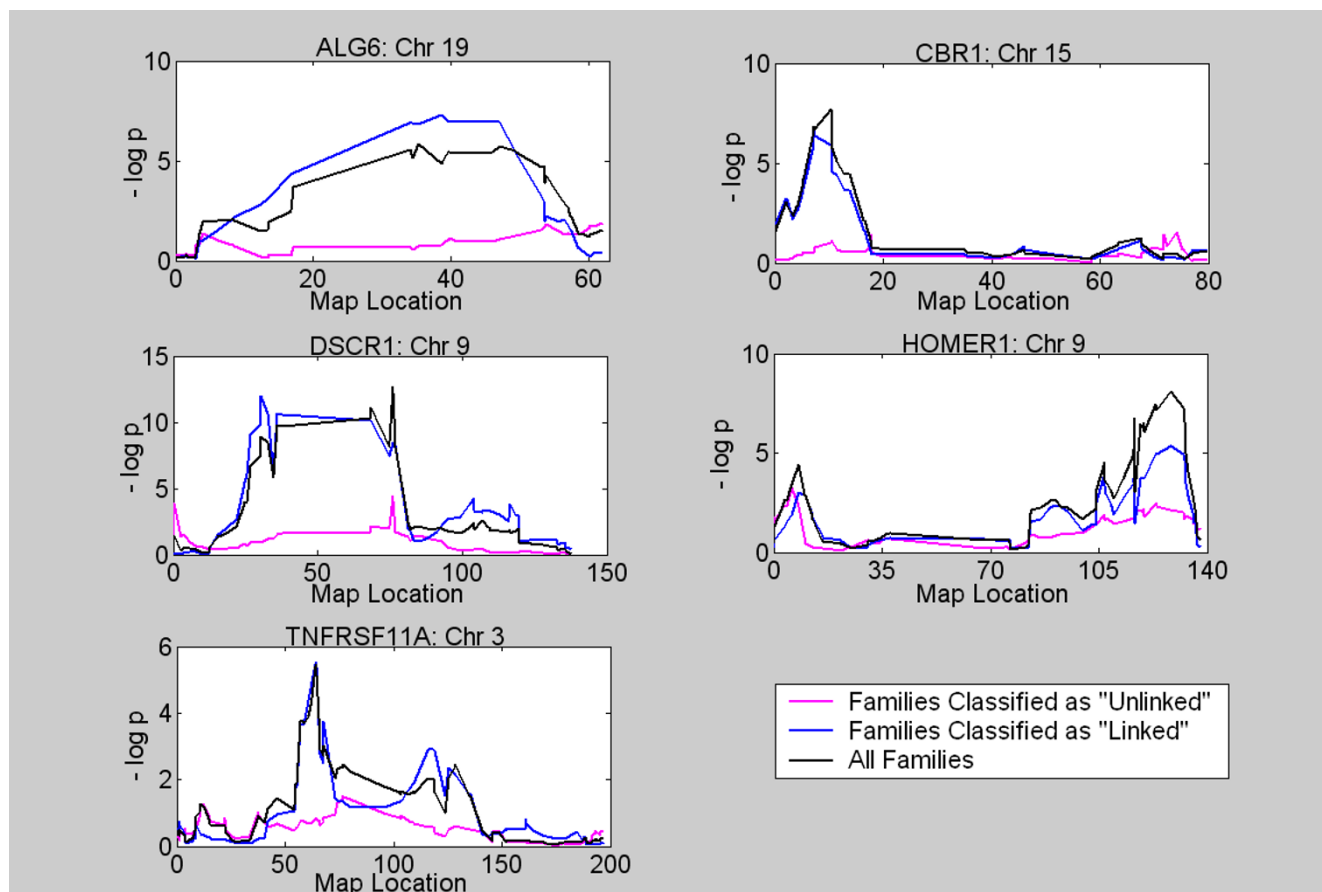 ALG6: Chr 19
10
5
0
- log p
0 20 40 60
Map Location
CBR1: Chr 15
10
5
0
- log p
0 20 40 60 80
Map Location
DSCR1: Chr 9
15
10
5
0
- log p
0 50 100 150
Map Location
HOMER1: Chr 9
10
5
0
- log p
0 35 70 105 140
Map Location
TNFRSF11A: Chr 3
6
4
2
0
- log p
0 50 100 150 200
Map Location
Families Classified as "Unlinked"
Families Classified as "Linked"
All Families